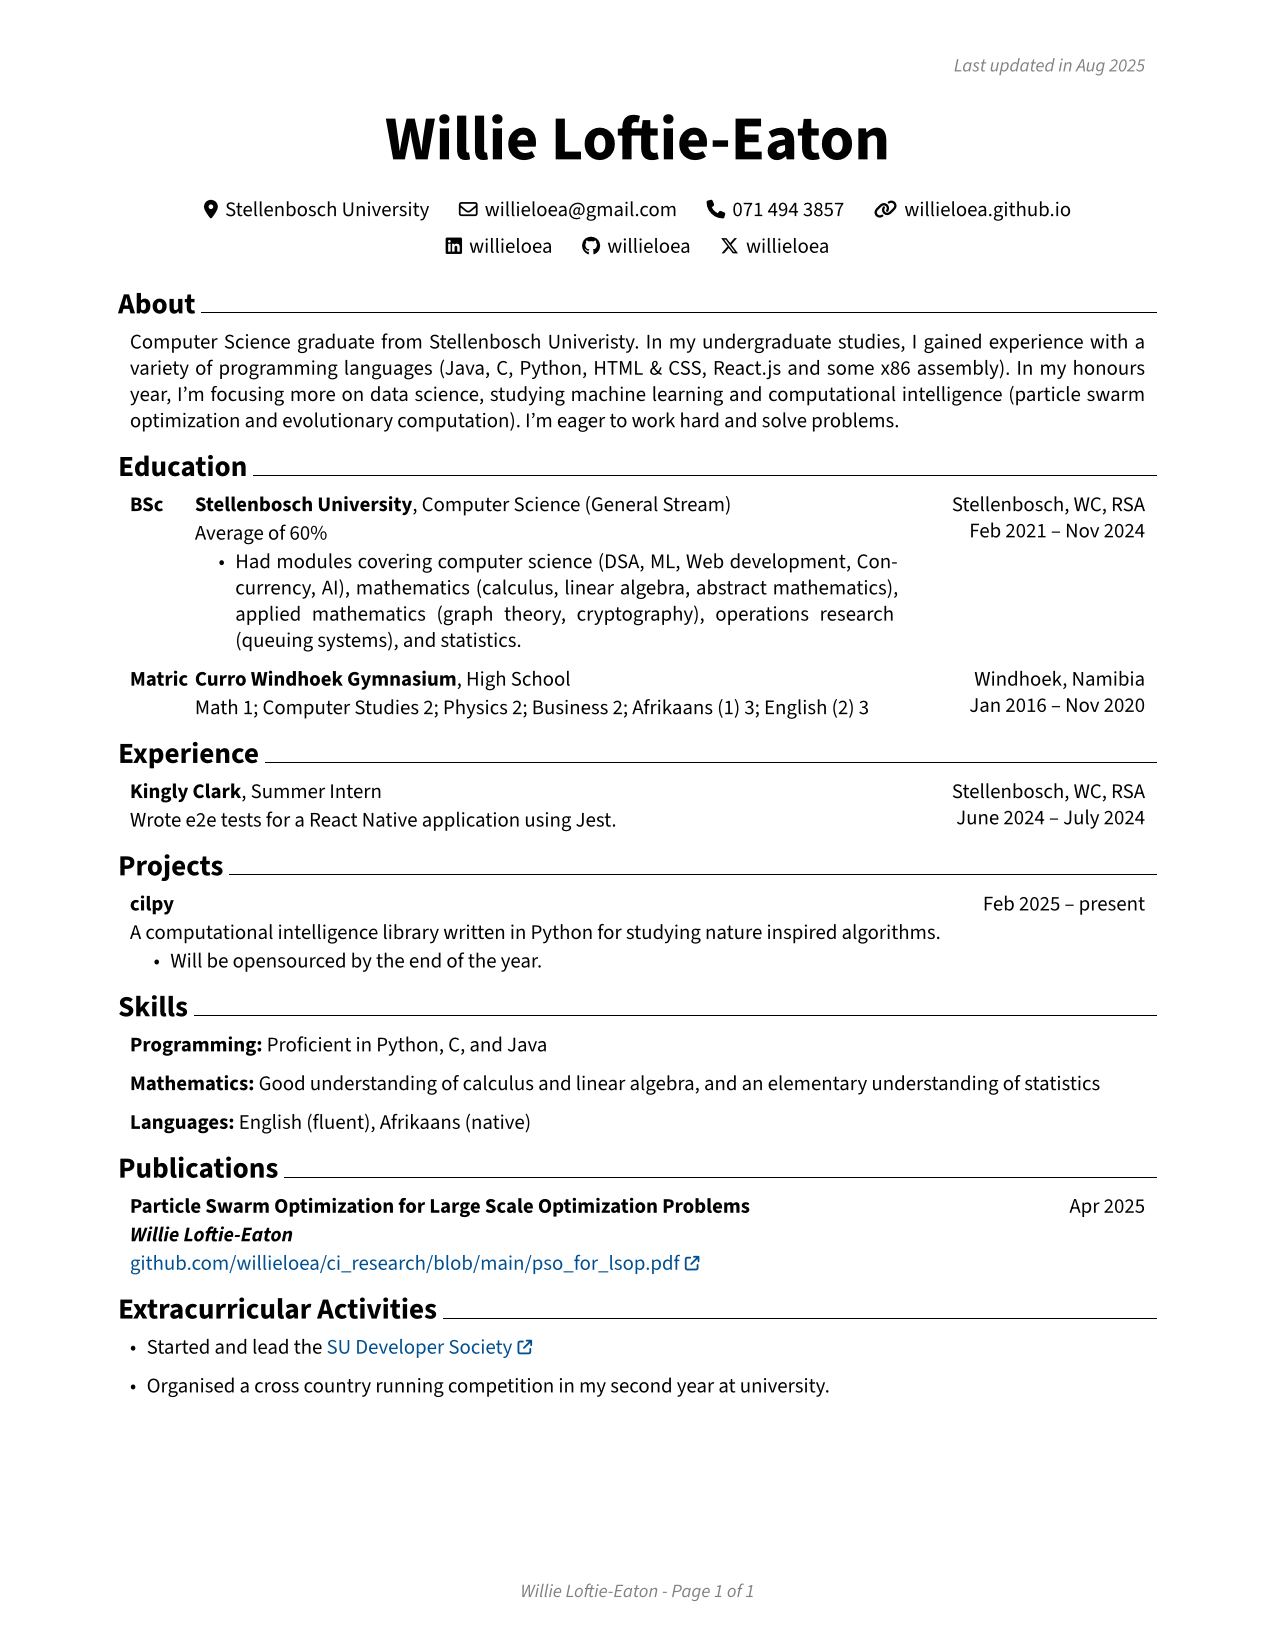 Last updated in Aug 2025
Willie Loftie-Eaton
Stellenbosch University willieloea@gmail.com 071 494 3857 willieloea.github.io
willieloea willieloea willieloea
About
Computer Science graduate from Stellenbosch Univeristy. In my undergraduate studies, I gained experience with a
variety of programming languages (Java, C, Python, HTML & CSS, React.js and some x86 assembly). In my honours
year, I’m focusing more on data science, studying machine learning and computational intelligence (particle swarm
optimization and evolutionary computation). I’m eager to work hard and solve problems.
Education
BSc Stellenbosch University, Computer Science (General Stream) Stellenbosch, WC, RSA
Average of 60% Feb 2021 – Nov 2024
• Had modules covering computer science (DSA, ML, Web development, Con-
currency, AI), mathematics (calculus, linear algebra, abstract mathematics),
applied mathematics (graph theory, cryptography), operations research
(queuing systems), and statistics.
Matric Curro Windhoek Gymnasium, High School Windhoek, Namibia
Math 1; Computer Studies 2; Physics 2; Business 2; Afrikaans (1) 3; English (2) 3 Jan 2016 – Nov 2020
Experience
Kingly Clark, Summer Intern Stellenbosch, WC, RSA
Wrote e2e tests for a React Native application using Jest. June 2024 – July 2024
Projects
cilpy Feb 2025 – present
A computational intelligence library written in Python for studying nature inspired algorithms.
• Will be opensourced by the end of the year.
Skills
Programming: Proficient in Python, C, and Java
Mathematics: Good understanding of calculus and linear algebra, and an elementary understanding of statistics
Languages: English (fluent), Afrikaans (native)
Publications
Particle Swarm Optimization for Large Scale Optimization Problems Apr 2025
Willie Loftie-Eaton
github.com/willieloea/ci_research/blob/main/pso_for_lsop.pdf
Extracurricular Activities
• Started and lead the SU Developer Society
• Organised a cross country running competition in my second year at university.
Willie Loftie-Eaton - Page 1 of 1